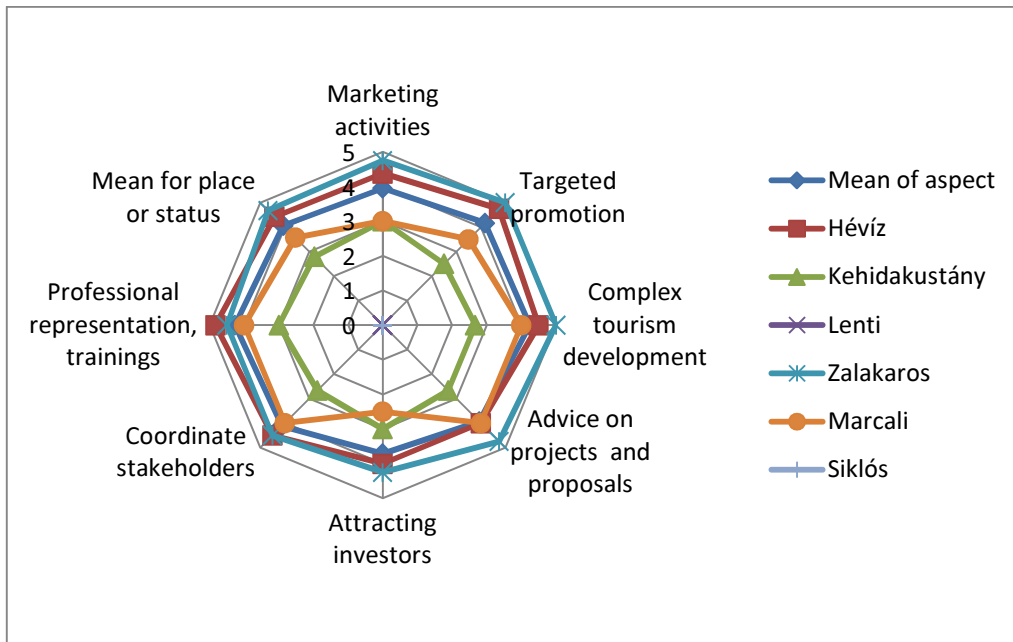 Marketing
activities
Targeted
promotion
Complex
tourism
development
Advice on
projects and
proposals
Attracting
investors
Coordinate
stakeholders
Professional
representation,
trainings
Mean for place
or status
5
4
3
2
1
0
Mean of aspect
Hévíz
Kehidakustány
Lenti
Zalakaros
Marcali
Siklós